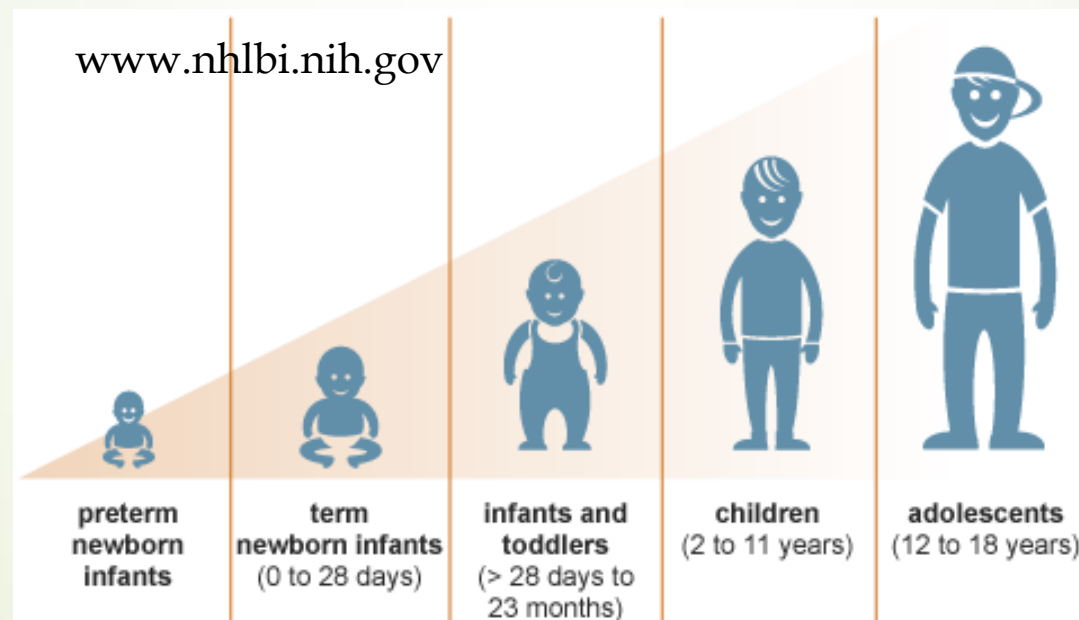 www.nhlbi.nih.gov
preterm
newborn
infants
term
newborn infants
(0 to 28 days)
infants and
toddlers
(> 28 days to
23 months)
children
(2 to 11 years)
adolescents
(12 to 18 years)